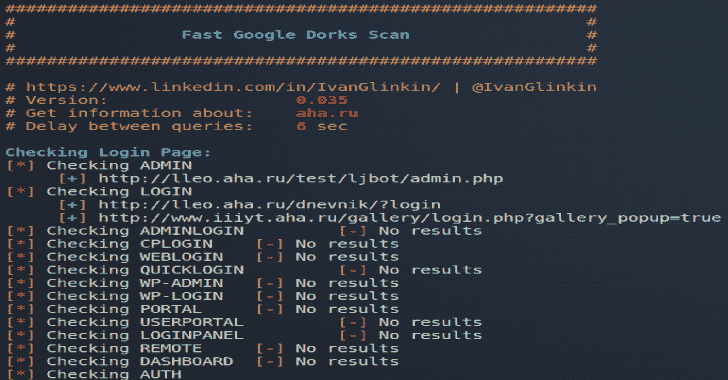 ###########################################################
# #
# Fast Google Dorks Scan #
# #
###########################################################
# https://www.linkedin.com/in/IvanGlinkin/ | @IvanGlinkin
# Version: 0.035
# Get information about: aha.ru
# Delay between queries: 6 sec
Checking Login Page:
[*] Checking ADMIN
[+] http://lleo.aha.ru/test/ljbot/admin.php
[*] Checking LOGIN
[+] http://lleo.aha.ru/dnevnik/?login
[+] http://www.iiiyt.aha.ru/gallery/login.php?gallery_popup=true
[*] Checking ADMINLOGIN [-] No results
[*] Checking CPLOGIN [-] No results
[*] Checking WEBLOGIN [-] No results
[*] Checking QUICKLOGIN [-] No results
[*] Checking WP-ADMIN [-] No results
[*] Checking WP-LOGIN [-] No results
[*] Checking PORTAL [-] No results
[*] Checking USERPORTAL [-] No results
[*] Checking LOGINPANEL [-] No results
[*] Checking REMOTE [-] No results
[*] Checking DASHBOARD [-] No results
[*] Checking AUTH